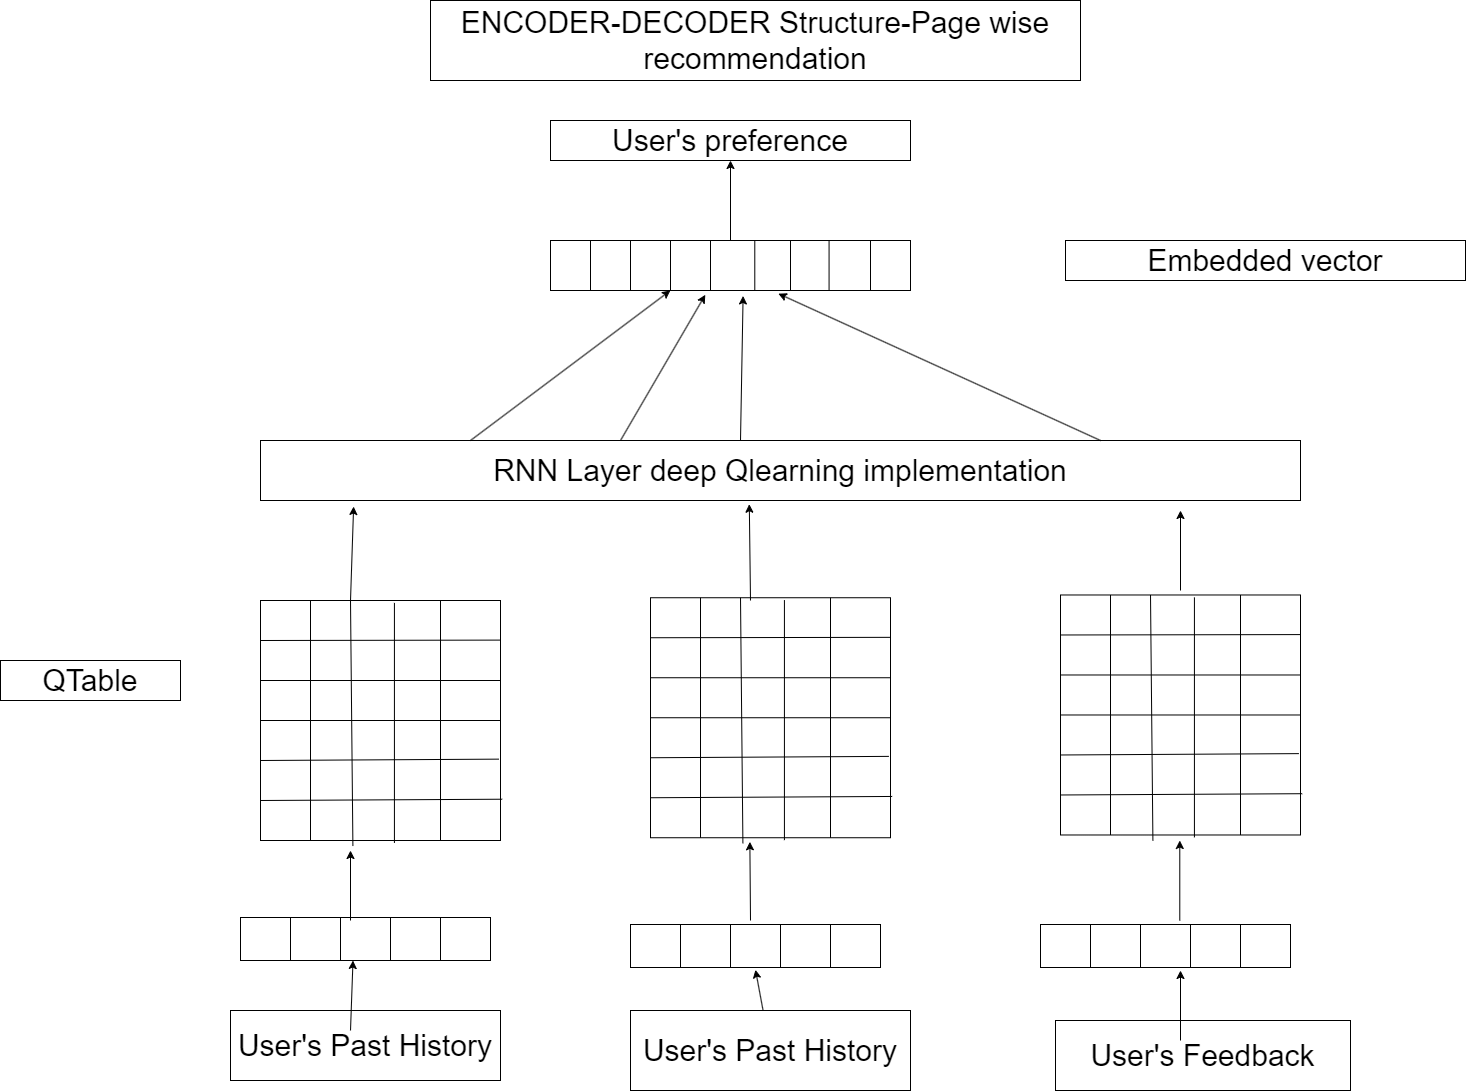 ENCODER-DECODER Structure-Page wise
recommendation
User's preference
Embedded vector
RNN Layer deep Qlearning implementation
QTable
User's Past History
User's Past History
User's Feedback